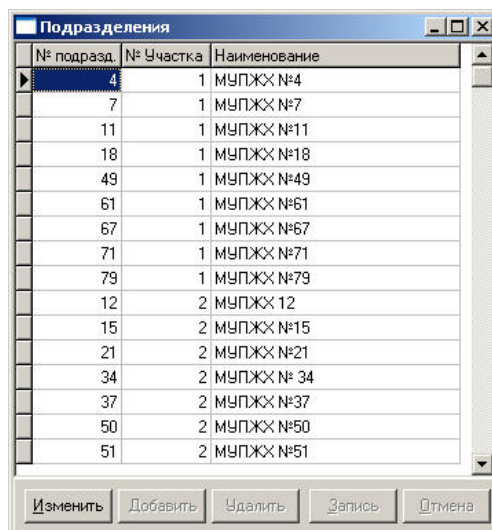 Подразделения
№ подразд. № Участка Наименование
4 1 МУПЖХ №4
7 1 МУПЖХ №7
11 1 МУПЖХ №11
18 1 МУПЖХ №18
49 1 МУПЖХ №49
61 1 МУПЖХ №61
67 1 МУПЖХ №67
71 1 МУПЖХ №71
79 1 МУПЖХ №79
12 2 МУПЖХ 12
15 2 МУПЖХ №15
21 2 МУПЖХ №21
34 2 МУПЖХ № 34
37 2 МУПЖХ №37
50 2 МУПЖХ №50
51 2 МУПЖХ №51
Изменить Добавить Удалить Запись Отмена